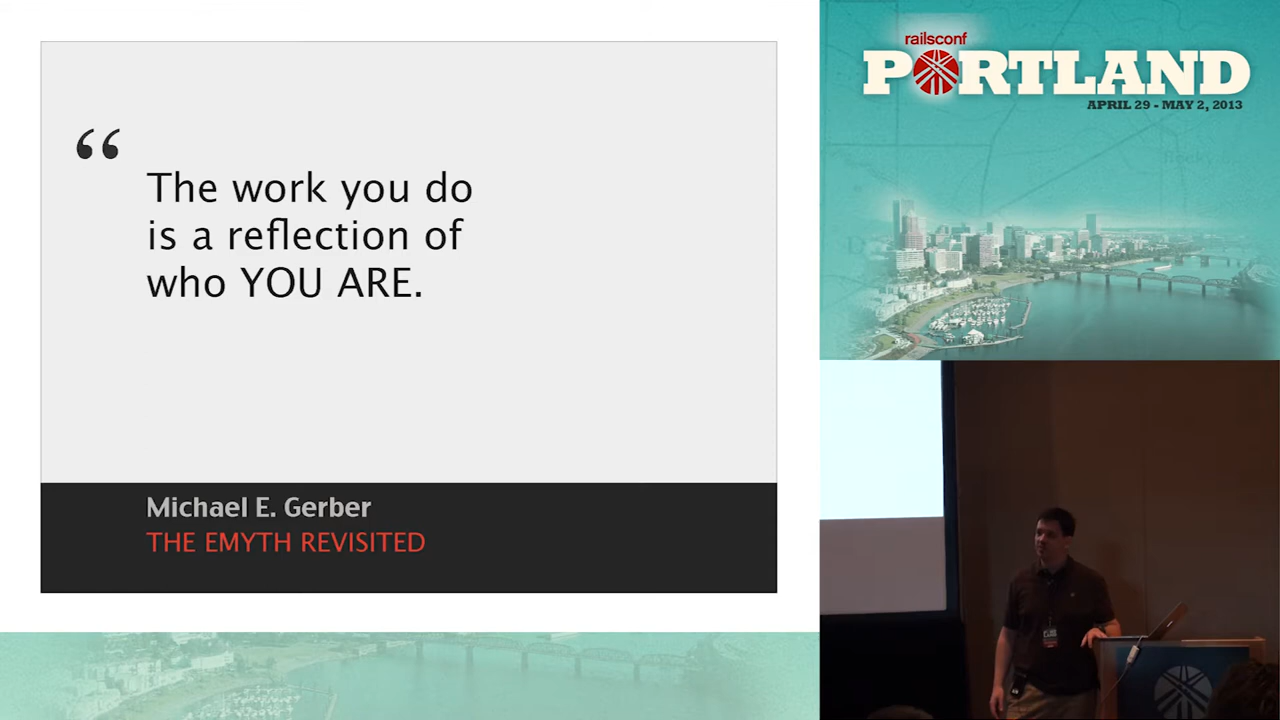 “
The work you do
is a reflection of
who YOU ARE.
Michael E. Gerber
THE EMYTH REVISITED
railsconf
PORTLAND
APRIL 29 - MAY 2, 2013